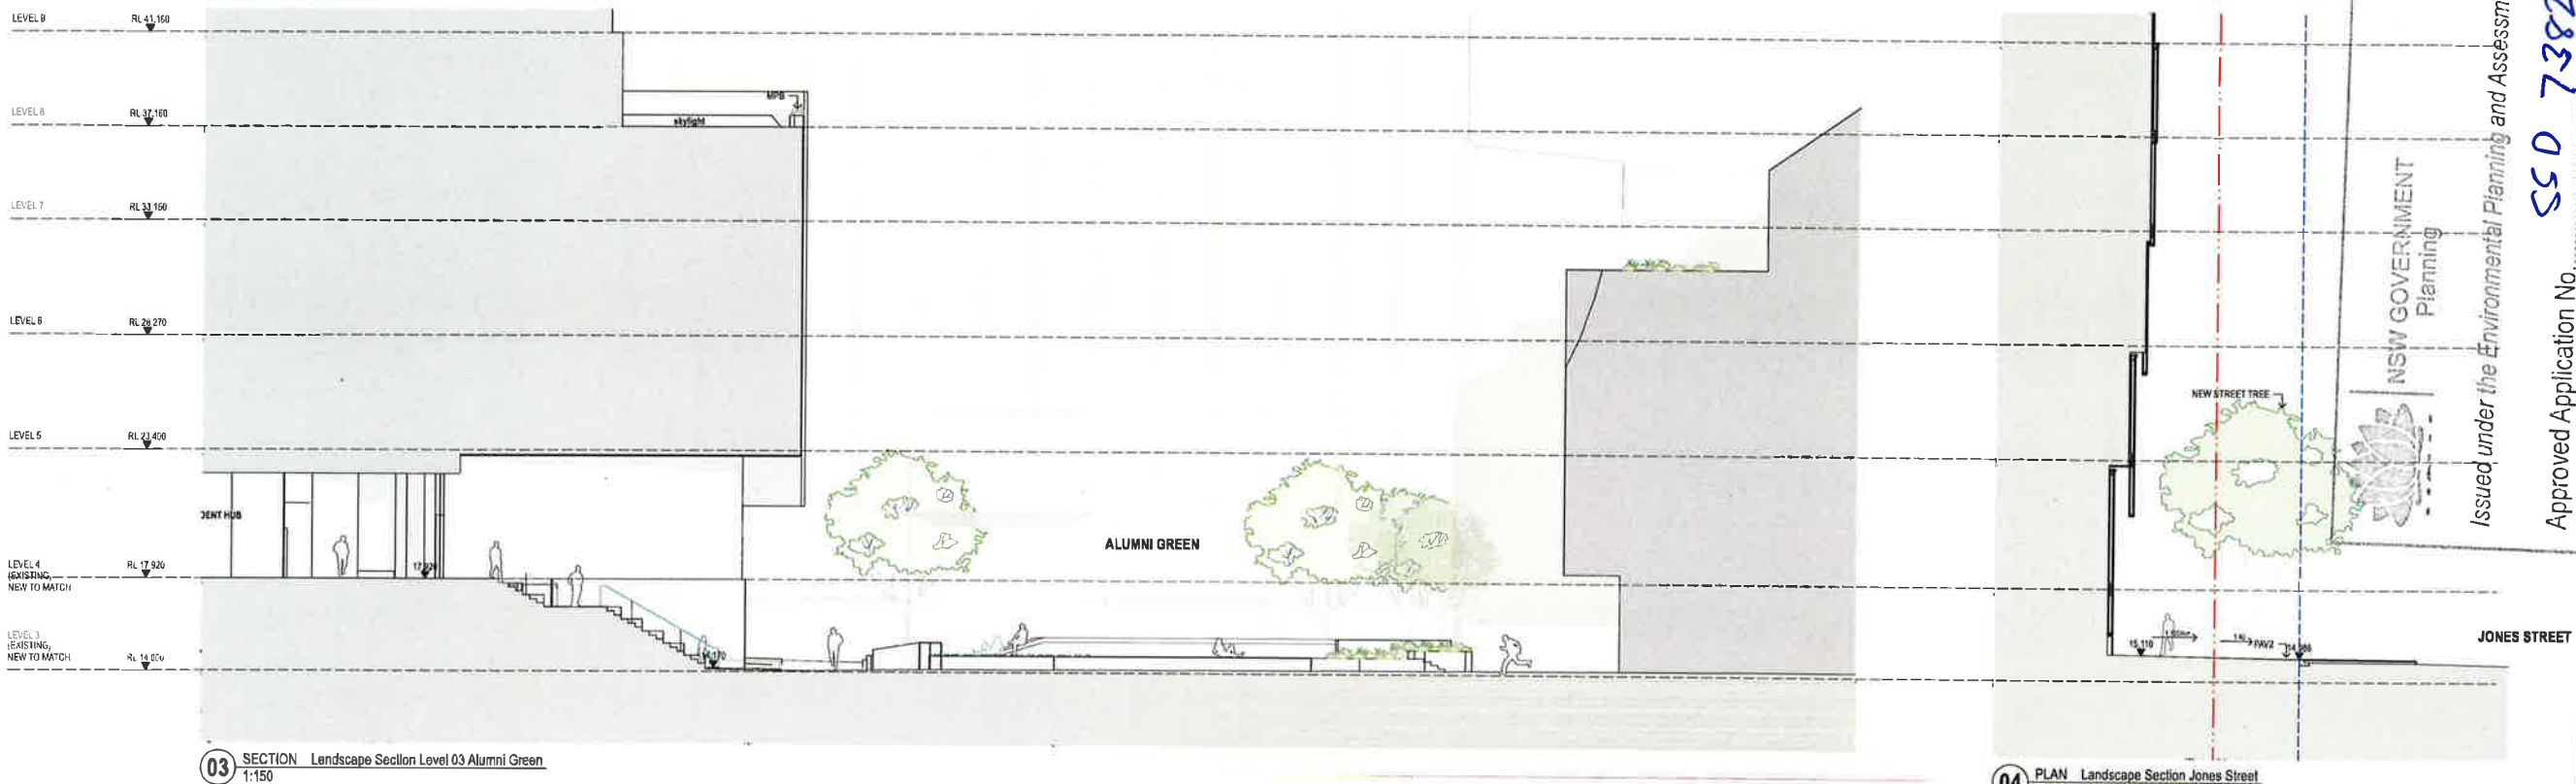 LEVEL 9 RL 41.160
LEVEL 8 RL 37.160
LEVEL 7 RL 33.160
LEVEL 6
LEVEL 5 RL 23.400
LEVEL 4
(EXISTING,
NEW TO MATCH
RL 17.920
LEVEL 3
(EXISTING,
NEW TO MATCH
MPB
skylight
DENT HUB
ALUMNI GREEN
03 SECTION Landscape Section Level 03 Alumni Green
1:150
NEW STREET TREE
15.110
PAV2
JONES STREET
04 PLAN Landscape Section Jones Street
NSW GOVERNMENT
Planning
Issued under the Environmental Planning and Assessm
Approved Application No. SSD 7382